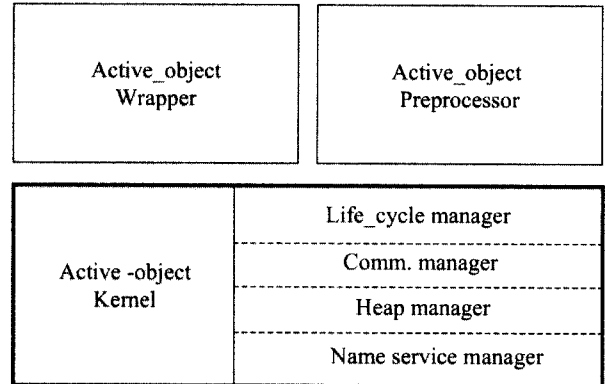 Active_object
Wrapper
Active_object
Preprocessor
Active -object
Kernel
Life_cycle manager
Comm. manager
Heap manager
Name service manager